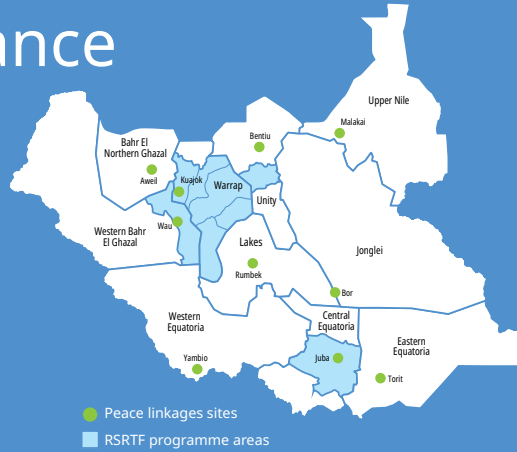 ance
Upper Nile
Malakai
Bentiu
Bahr El
Northern Ghazal
Aweil
Kuajok
Warrap
Unity
Wau
Western Bahr
El Ghazal
Lakes
Rumbek
Jonglei
Bor
Western
Equatoria
Central
Equatoria
Eastern
Equatoria
Yambio
Juba
Torit
Peace linkages sites
RSRTF programme areas